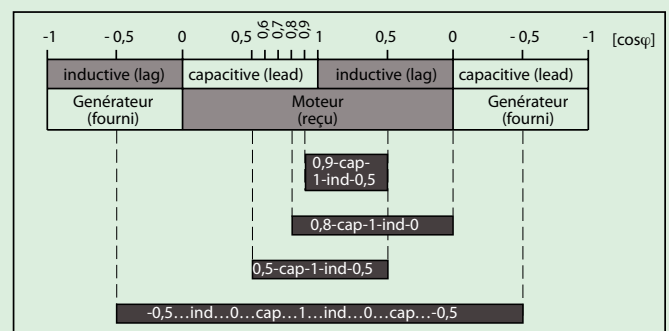 -1 - 0,5 0 0,5 0,6 0,7 0,8 0,9 1 0,5 0 - 0,5 -1 [cosφ]
inductive (lag) capacitive (lead) inductive (lag) capacitive (lead)
Genérateur Moteur Genérateur
(fourni) (reçu) (fourni)
0,9-cap-
1-ind-0,5
0,8-cap-1-ind-0
0,5-cap-1-ind-0,5
-0,5...ind...0...cap...1...ind...0...cap...-0,5